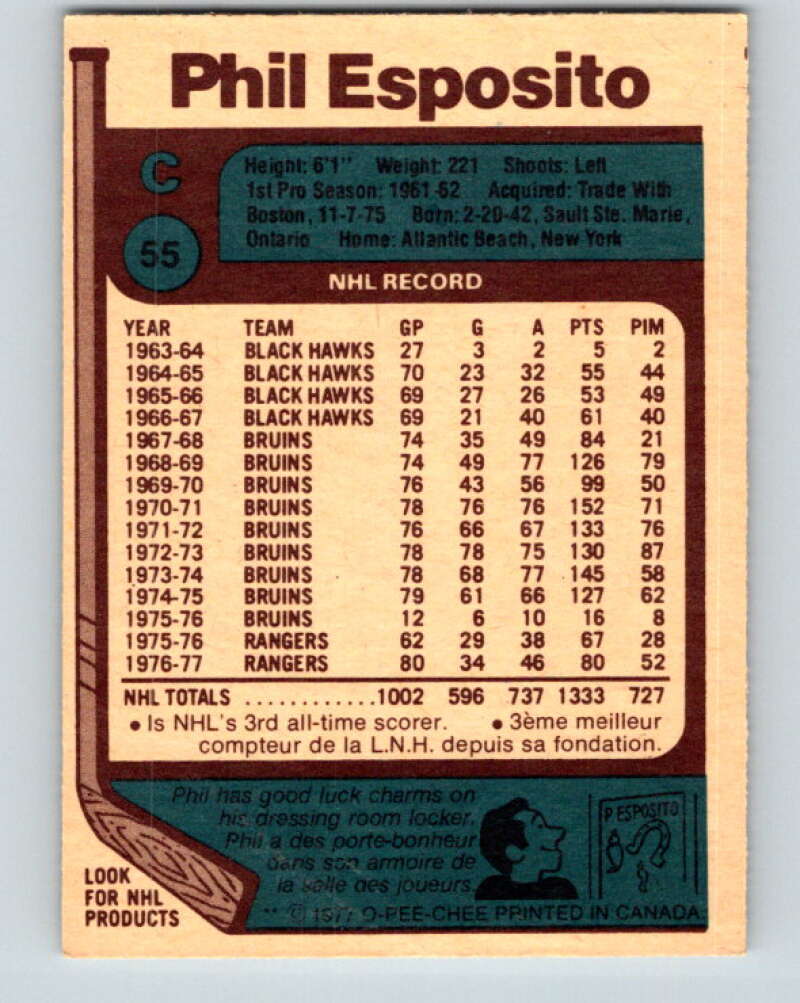 Phil Esposito
C
Height: 6'1" Weight: 221 Shoots: Left
1st Pro Season: 1961-62 Acquired: Trade With
Boston, 11-7-75 Born: 2-20-42, Sault Ste. Marie,
Ontario Home: Atlantic Beach, New York
55
NHL RECORD
YEAR TEAM GP G A PTS PIM
1963-64 BLACK HAWKS 27 3 2 5 2
1964-65 BLACK HAWKS 70 23 32 55 44
1965-66 BLACK HAWKS 69 27 26 53 49
1966-67 BLACK HAWKS 69 21 40 61 40
1967-68 BRUINS 74 35 49 84 21
1968-69 BRUINS 74 49 77 126 79
1969-70 BRUINS 76 43 56 99 50
1970-71 BRUINS 78 76 76 152 71
1971-72 BRUINS 76 66 67 133 76
1972-73 BRUINS 78 78 75 130 87
1973-74 BRUINS 78 68 77 145 58
1974-75 BRUINS 79 61 66 127 62
1975-76 BRUINS 12 6 10 16 8
1975-76 RANGERS 62 29 38 67 28
1976-77 RANGERS 80 34 46 80 52
NHL TOTALS ............1002 596 737 1333 727
• Is NHL's 3rd all-time scorer. • 3ème meilleur
compteur de la L.N.H. depuis sa fondation.
Phil has good luck charms on
his dressing room locker.
Phil a des porte-bonheur
dans son armoire de
la salle des joueurs.
P ESPOSITO
LOOK
FOR NHL
PRODUCTS
** © 1977 O-PEE-CHEE PRINTED IN CANADA